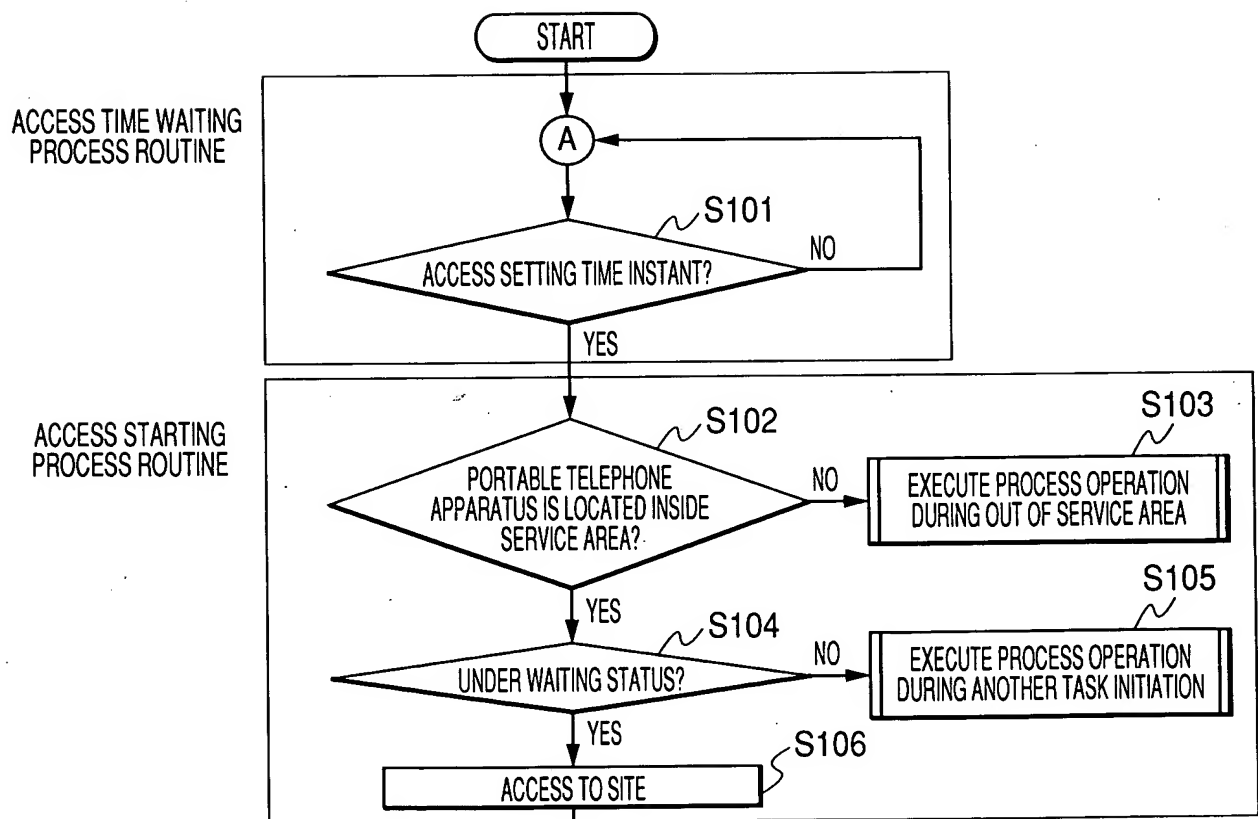 START
ACCESS TIME WAITING
PROCESS ROUTINE
A
S101
ACCESS SETTING TIME INSTANT?
NO
YES
ACCESS STARTING
PROCESS ROUTINE
S102
PORTABLE TELEPHONE
APPARATUS IS LOCATED INSIDE
SERVICE AREA?
NO
S103
EXECUTE PROCESS OPERATION
DURING OUT OF SERVICE AREA
YES
S104
UNDER WAITING STATUS?
NO
S105
EXECUTE PROCESS OPERATION
DURING ANOTHER TASK INITIATION
YES
S106
ACCESS TO SITE